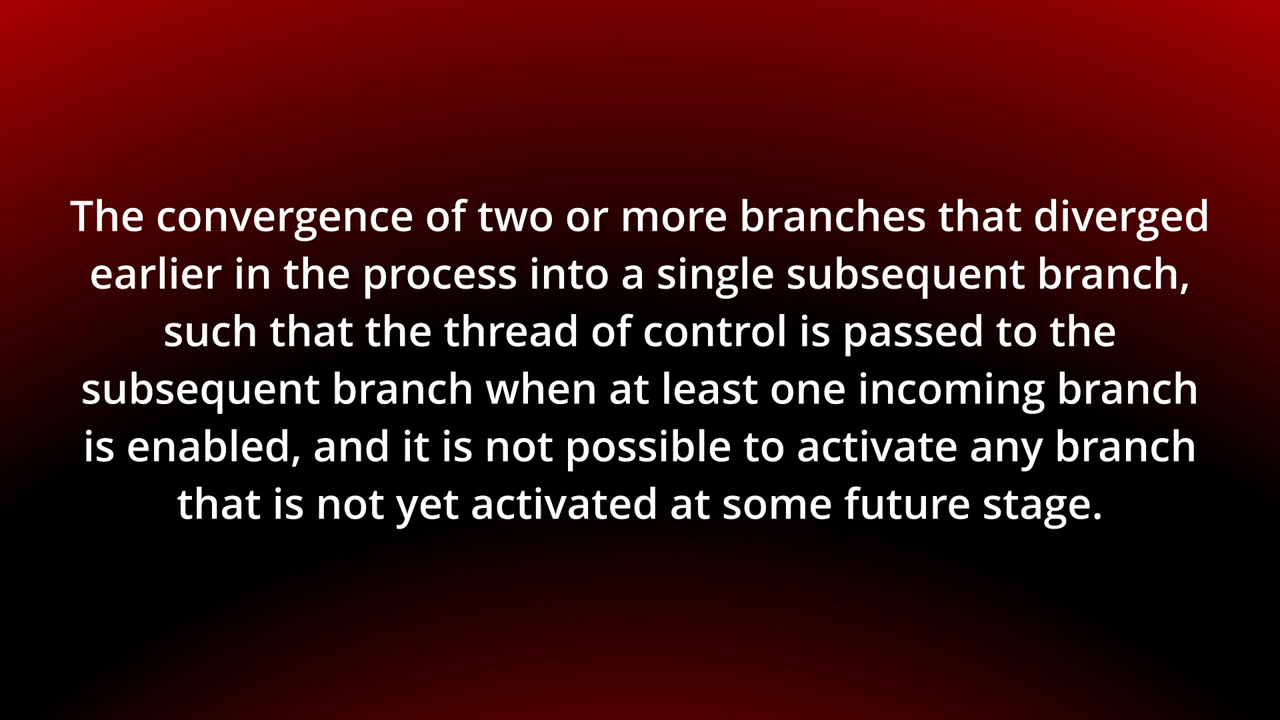 The convergence of two or more branches that diverged
earlier in the process into a single subsequent branch,
such that the thread of control is passed to the
subsequent branch when at least one incoming branch
is enabled, and it is not possible to activate any branch
that is not yet activated at some future stage.